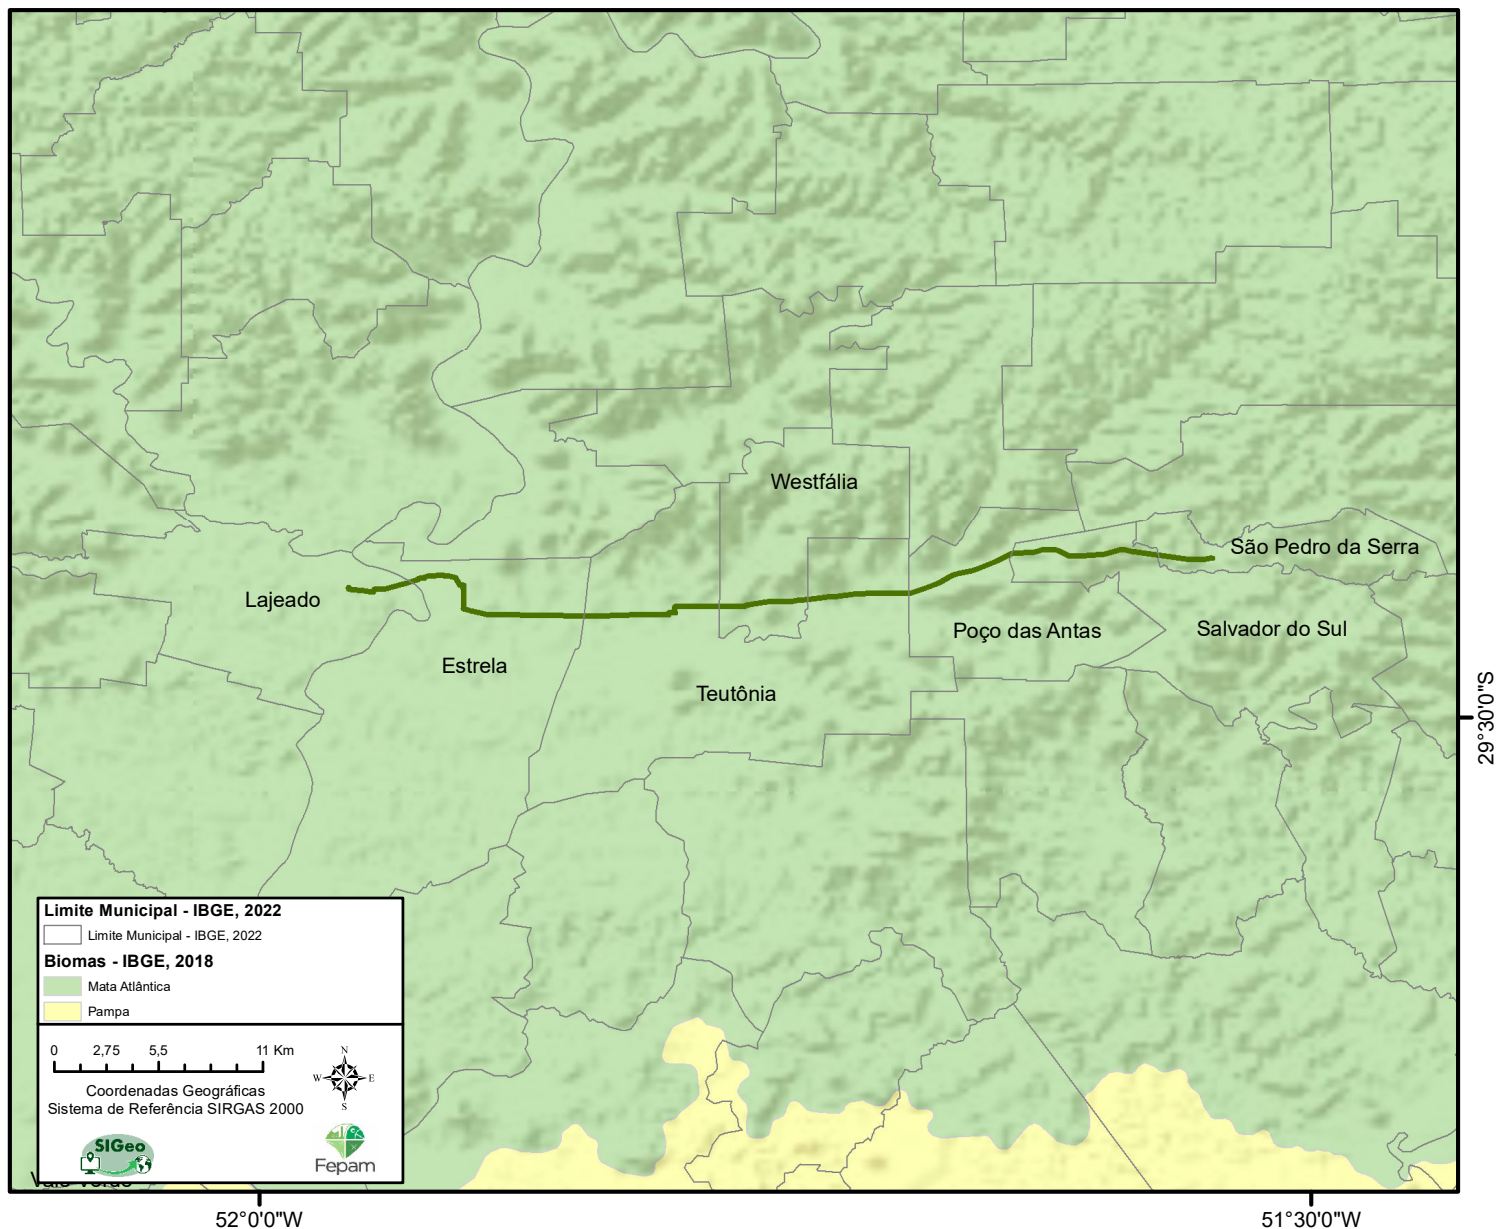 Westfália
São Pedro da Serra
Lajeado
Poço das Antas
Salvador do Sul
Estrela
Teutônia
29°30'0"S
Limite Municipal - IBGE, 2022
Limite Municipal - IBGE, 2022
Biomas - IBGE, 2018
Mata Atlântica
Pampa
0 2,75 5,5 11 Km
N
W E
S
Coordenadas Geográficas
Sistema de Referência SIRGAS 2000
SIGeo
Fepam
52°0'0"W
51°30'0"W